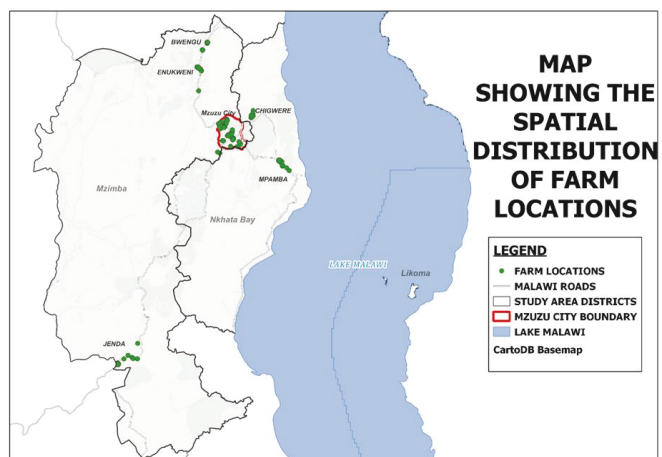 MAP
SHOWING THE
SPATIAL
DISTRIBUTION
OF FARM
LOCATIONS
BWENGU
ENUKWENI
Mzuzu City
CHIGWERE
MPAMBA
Mzimba
Nkhata Bay
LAKE MALAWI
Likoma
JENDA
LEGEND
FARM LOCATIONS
MALAWI ROADS
STUDY AREA DISTRICTS
MZUZU CITY BOUNDARY
LAKE MALAWI
CartoDB Basemap